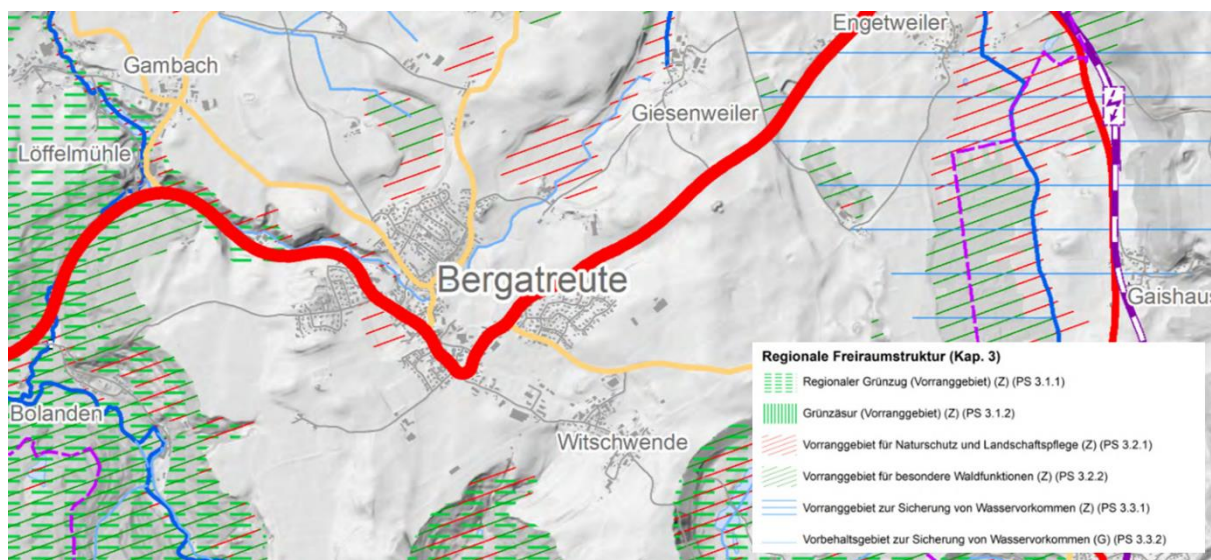 Engetweiler
Gambach
Giesenweiler
Löffelmühle
Bergatreute
Gaishaus
Bolanden
Witschwende
Regionale Freiraumstruktur (Kap. 3)
Regionaler Grünzug (Vorranggebiet) (Z) (PS 3.1.1)
Grünzäsur (Vorranggebiet) (Z) (PS 3.1.2)
Vorranggebiet für Naturschutz und Landschaftspflege (Z) (PS 3.2.1)
Vorranggebiet für besondere Waldfunktionen (Z) (PS 3.2.2)
Vorranggebiet zur Sicherung von Wasservorkommen (Z) (PS 3.3.1)
Vorbehaltsgebiet zur Sicherung von Wasservorkommen (G) (PS 3.3.2)